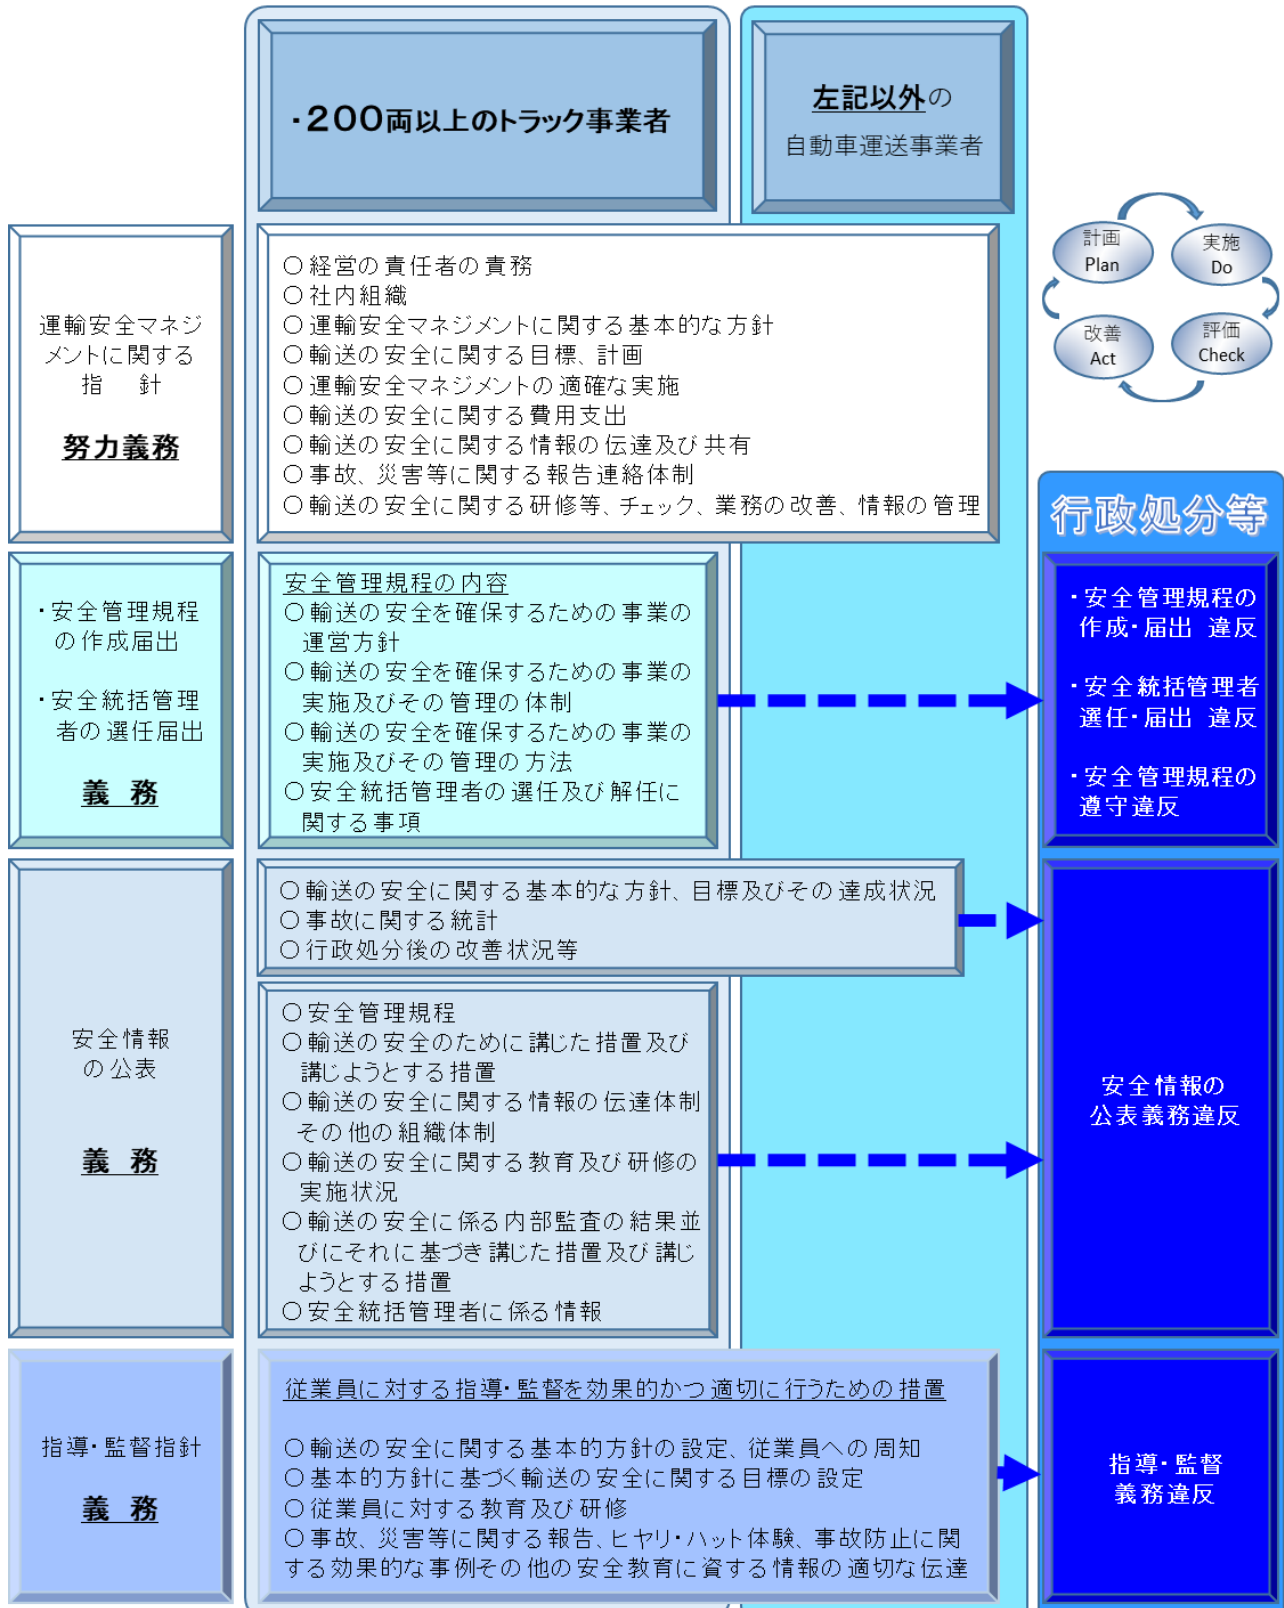 ・200両以上のトラック事業者
左記以外の
自動車運送事業者
計画
Plan
実施
Do
改善
Act
評価
Check
運輸安全マネジ
メントに関する
指 針
努力義務
○経営の責任者の責務
○社内組織
○運輸安全マネジメントに関する基本的な方針
○輸送の安全に関する目標、計画
○運輸安全マネジメントの適確な実施
○輸送の安全に関する費用支出
○輸送の安全に関する情報の伝達及び共有
○事故、災害等に関する報告連絡体制
○輸送の安全に関する研修等、チェック、業務の改善、情報の管理
行政処分等
・安全管理規程
の作成届出
・安全統括管理
者の選任届出
義 務
安全管理規程の内容
○輸送の安全を確保するための事業の
運営方針
○輸送の安全を確保するための事業の
実施及びその管理の体制
○輸送の安全を確保するための事業の
実施及びその管理の方法
○安全統括管理者の選任及び解任に
関する事項
・安全管理規程の
作成・届出 違反
・安全統括管理者
選任・届出 違反
・安全管理規程の
遵守違反
安全情報
の公表
義 務
○輸送の安全に関する基本的な方針、目標及びその達成状況
○事故に関する統計
○行政処分後の改善状況等
○安全管理規程
○輸送の安全のために講じた措置及び
講じようとする措置
○輸送の安全に関する情報の伝達体制
その他の組織体制
○輸送の安全に関する教育及び研修の
実施状況
○輸送の安全に係る内部監査の結果並
びにそれに基づき講じた措置及び講じ
ようとする措置
○安全統括管理者に係る情報
安全情報の
公表義務違反
指導・監督指針
義 務
従業員に対する指導・監督を効果的かつ適切に行うための措置
○輸送の安全に関する基本的方針の設定、従業員への周知
○基本的方針に基づく輸送の安全に関する目標の設定
○従業員に対する教育及び研修
○事故、災害等に関する報告、ヒヤリ・ハット体験、事故防止に関
する効果的な事例その他の安全教育に資する情報の適切な伝達
指導・監督
義務違反